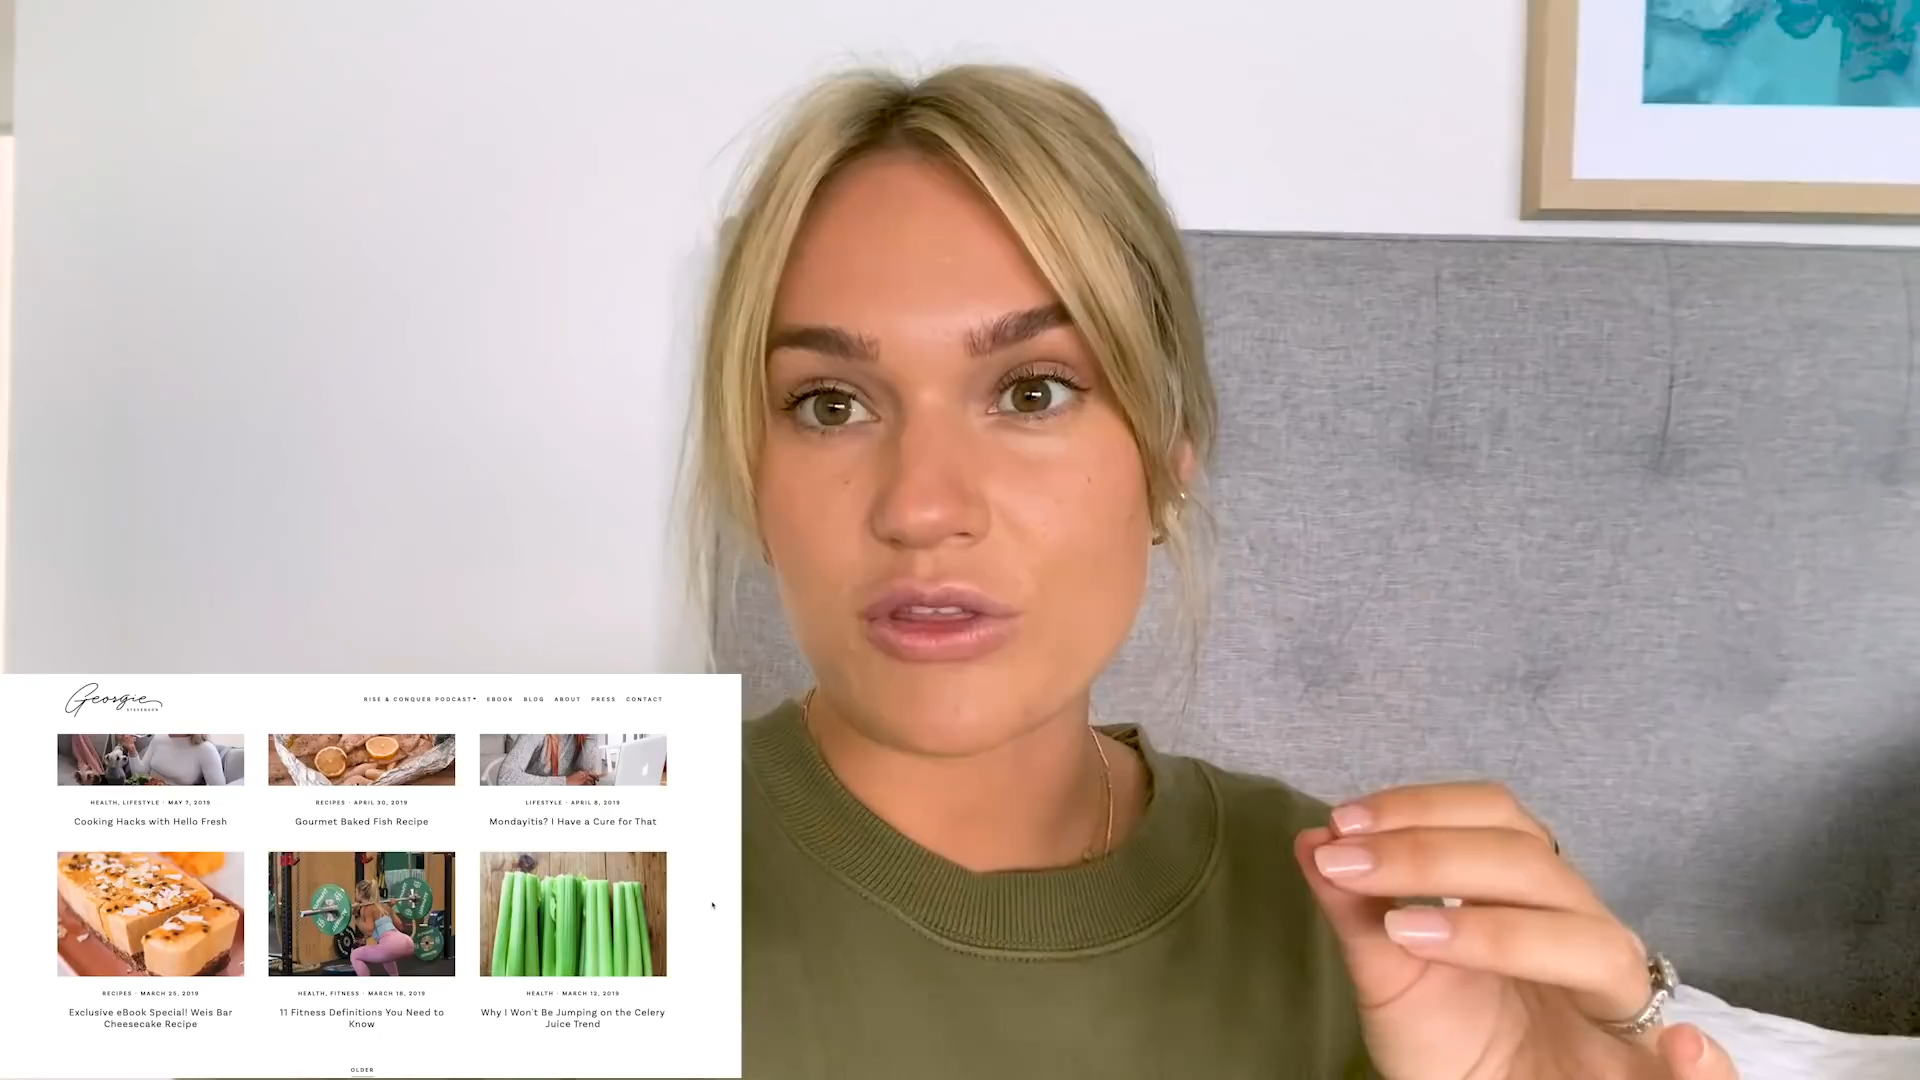 Georgie
STEVENSON
RISE & CONQUER PODCAST EBOOK BLOG ABOUT PRESS CONTACT
HEALTH, LIFESTYLE · MAY 7, 2019
Cooking Hacks with Hello Fresh
RECIPES · APRIL 30, 2019
Gourmet Baked Fish Recipe
LIFESTYLE · APRIL 8, 2019
Mondayitis? I Have a Cure for That
RECIPES · MARCH 25, 2019
Exclusive eBook Special! Weis Bar
Cheesecake Recipe
HEALTH, FITNESS · MARCH 18, 2019
11 Fitness Definitions You Need to
Know
HEALTH · MARCH 12, 2019
Why I Won't Be Jumping on the Celery
Juice Trend
OLDER